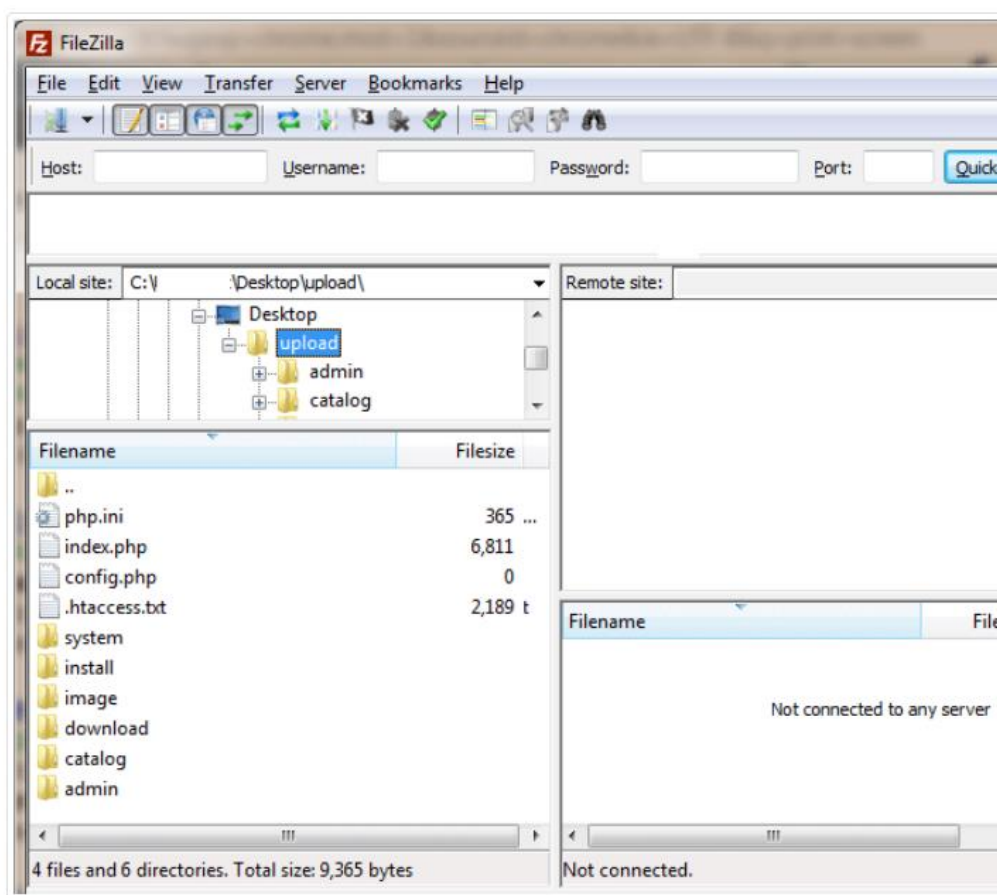 FileZilla
File Edit View Transfer Server Bookmarks Help
Host: Username: Password: Port: Quick
Local site: C:\ :\Desktop\upload\
Remote site:
Desktop
upload
admin
catalog
Filename Filesize
..
php.ini 365 ...
index.php 6,811
config.php 0
.htaccess.txt 2,189 t
system
install
image
download
catalog
admin
4 files and 6 directories. Total size: 9,365 bytes
Filename File
Not connected to any server
Not connected.